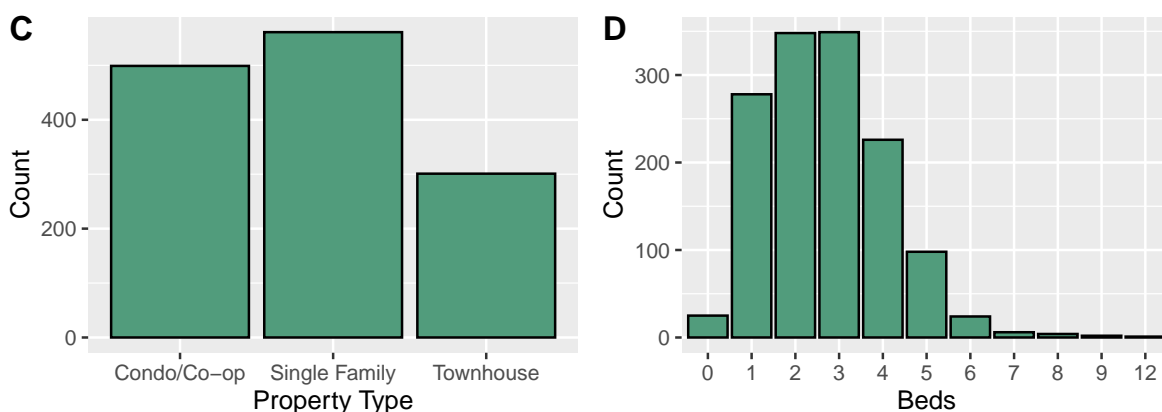 C
Count
400
200
0
Condo/Co−op Single Family Townhouse
Property Type
D
Count
300
200
100
0
0 1 2 3 4 5 6 7 8 9 12
Beds